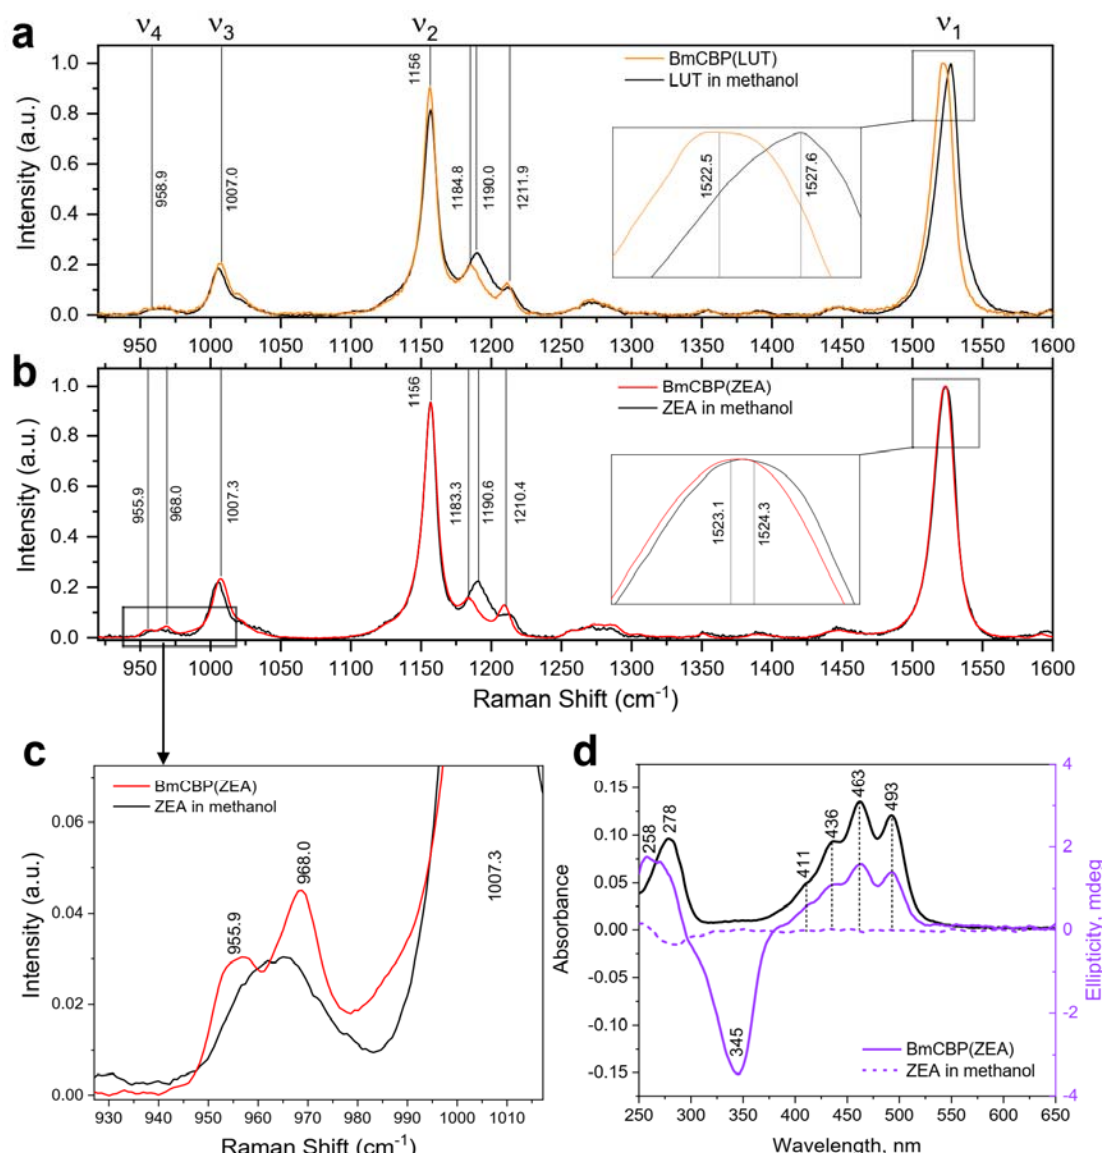 a
ν4 ν3 ν2 ν1
Intensity (a.u.)
1.0
0.8
0.6
0.4
0.2
0.0
958.9
1007.0
1156
1184.8
1190.0
1211.9
BmCBP(LUT)
LUT in methanol
1522.5
1527.6
950 1000 1050 1100 1150 1200 1250 1300 1350 1400 1450 1500 1550 1600
b
Intensity (a.u.)
1.0
0.8
0.6
0.4
0.2
0.0
955.9
968.0
1007.3
1156
1183.3
1190.6
1210.4
BmCBP(ZEA)
ZEA in methanol
1523.1
1524.3
950 1000 1050 1100 1150 1200 1250 1300 1350 1400 1450 1500 1550 1600
Raman Shift (cm-1)
c
BmCBP(ZEA)
ZEA in methanol
Intensity (a.u.)
0.06
0.04
0.02
0.00
955.9
968.0
1007.3
930 940 950 960 970 980 990 1000 1010
Raman Shift (cm-1)
d
Absorbance
0.15
0.10
0.05
0.00
-0.05
-0.10
-0.15
258
278
345
411
436
463
493
4
2
0
-2
-4
Ellipticity, mdeg
BmCBP(ZEA)
ZEA in methanol
250 300 350 400 450 500 550 600 650
Wavelength, nm